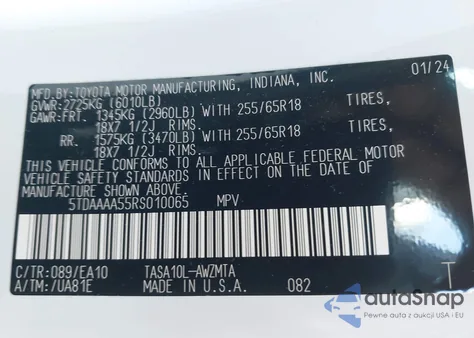 MFD.BY:TOYOTA MOTOR MANUFACTURING, INDIANA, INC. 01/24
GVWR:2725KG (6010LB)
GAWR:FRT. 1345KG (2960LB) WITH 255/65R18 TIRES,
18X7 1/2J RIMS
RR. 1575KG (3470LB) WITH 255/65R18 TIRES,
18X7 1/2J RIMS
THIS VEHICLE CONFORMS TO ALL APPLICABLE FEDERAL MOTOR
VEHICLE SAFETY STANDARDS IN EFFECT ON THE DATE OF
MANUFACTURE SHOWN ABOVE.
5TDAAAA55RS010065 MPV
C/TR:089/EA10 TASA10L-AWZMTA
A/TM:/UA81E MADE IN U.S.A. 082 T
autoSnap
Pewne auta z aukcji USA i EU